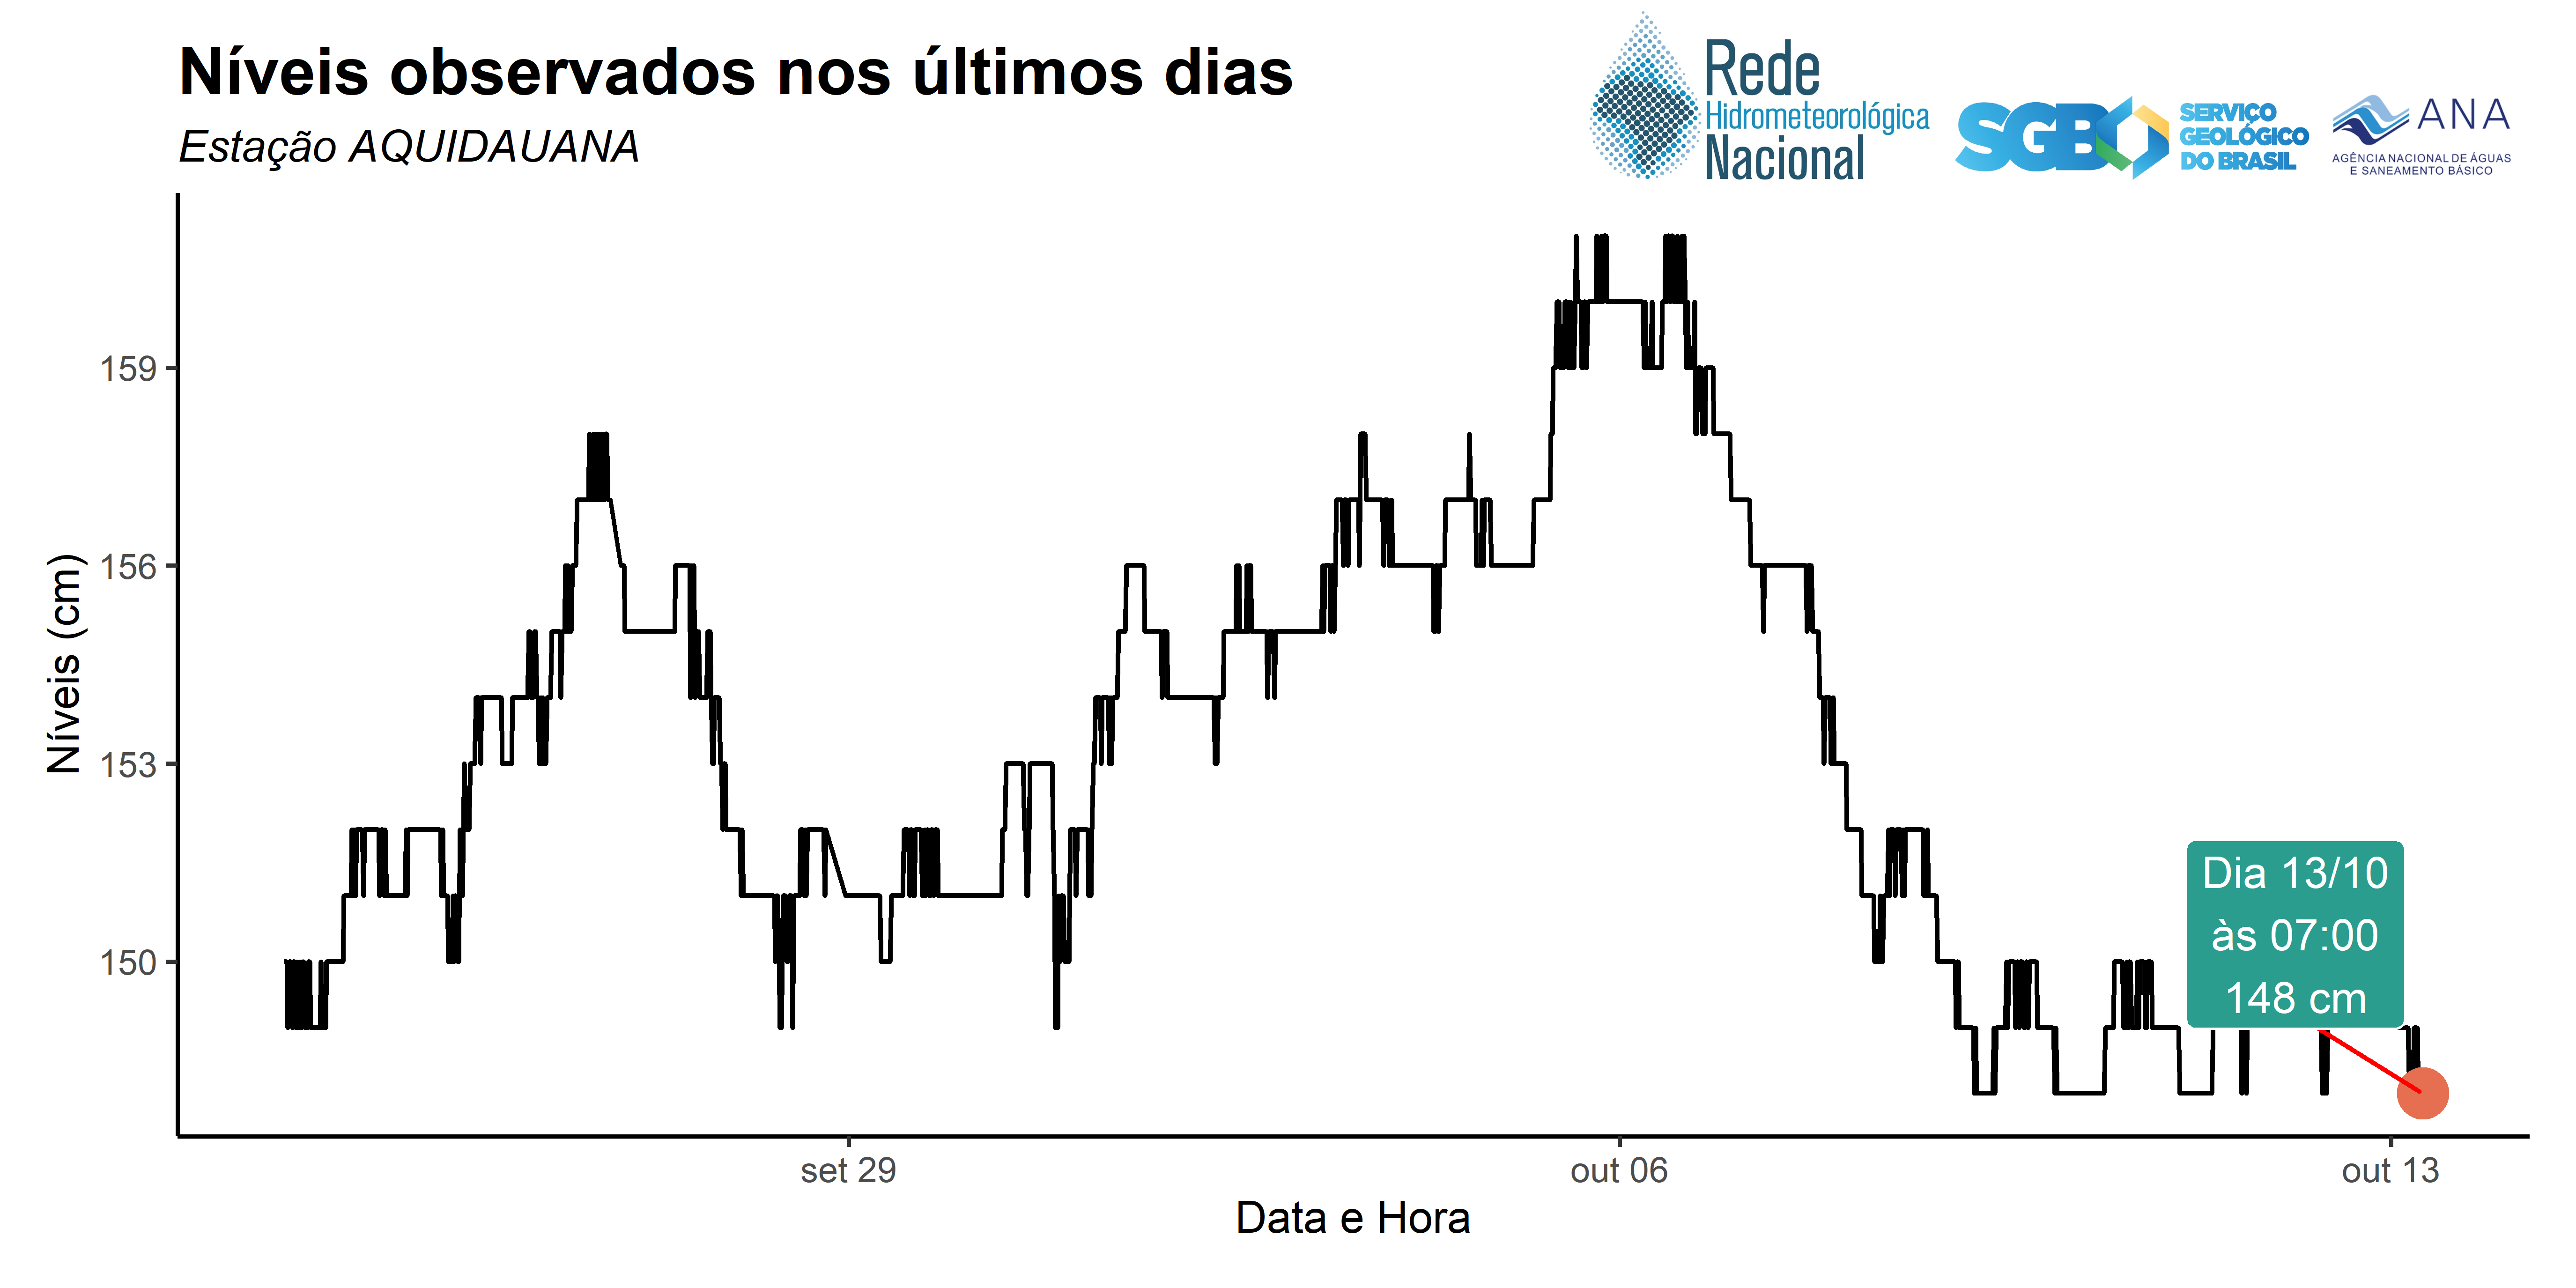 Níveis observados nos últimos dias
Estação AQUIDAUANA
Rede
Hidrometeorológica
Nacional
SGB
SERVIÇO
GEOLÓGICO
DO BRASIL
ANA
AGÊNCIA NACIONAL DE ÁGUAS
E SANEAMENTO BÁSICO
Níveis (cm)
159
156
153
150
Dia 13/10
às 07:00
148 cm
set 29
out 06
out 13
Data e Hora